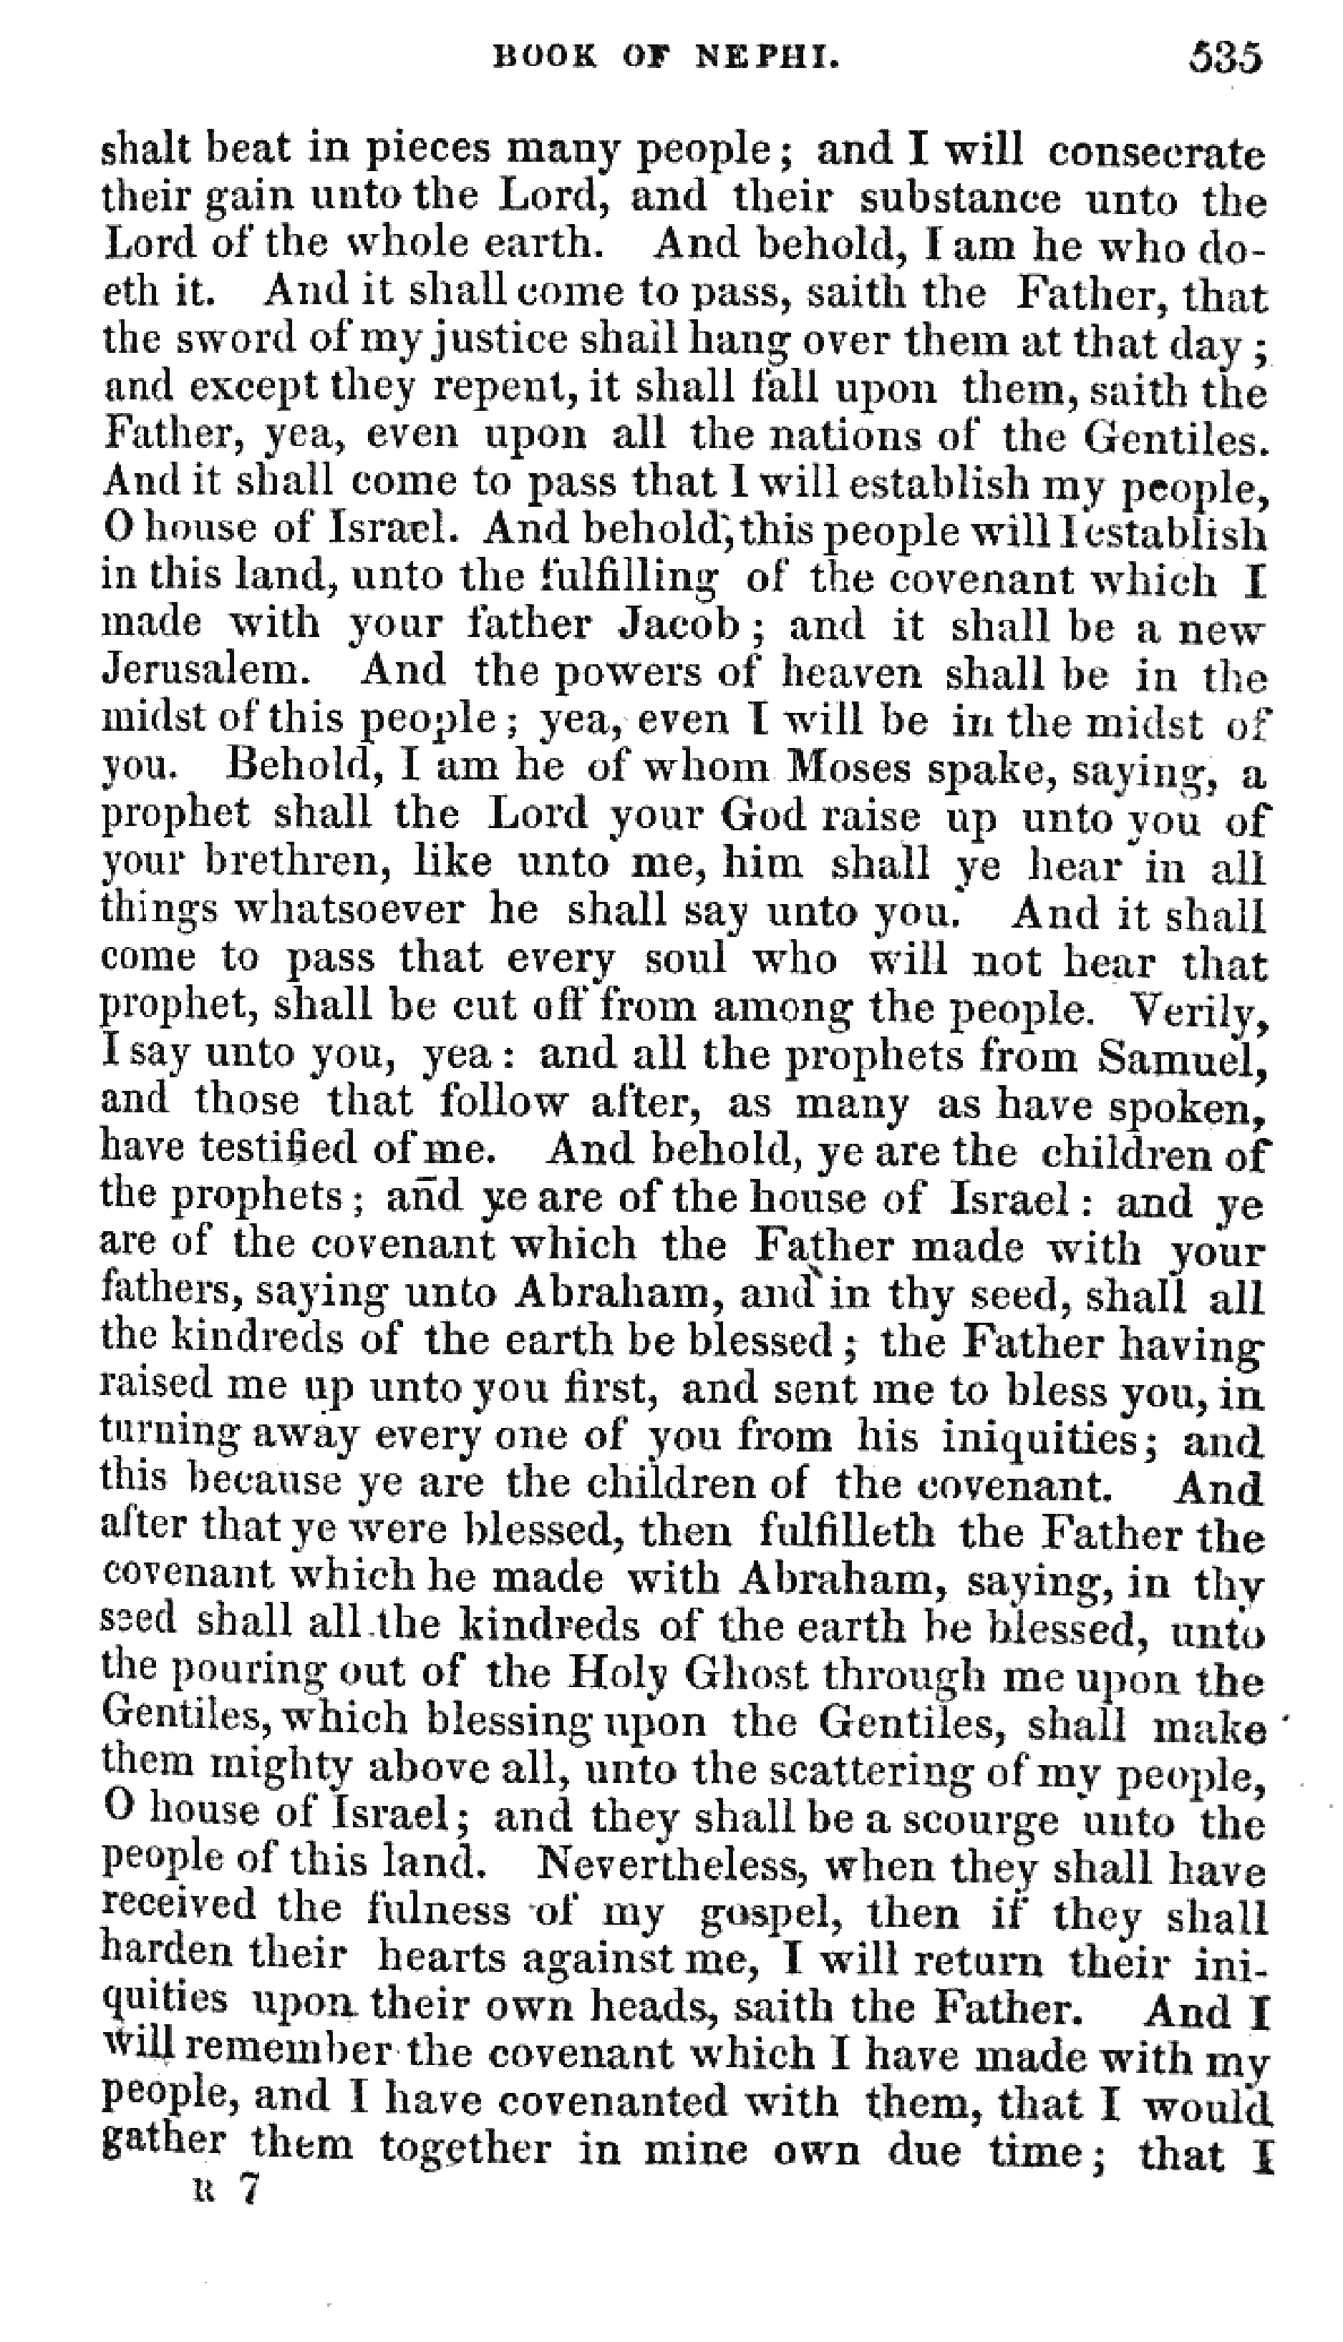 BOOK OF NEPHI. 535
shalt beat in pieces many people; and I will consecrate
their gain unto the Lord, and their substance unto the
Lord of the whole earth. And behold, I am he who do-
eth it. And it shall come to pass, saith the Father, that
the sword of my justice shall hang over them at that day;
and except they repent, it shall fall upon them, saith the
Father, yea, even upon all the nations of the Gentiles.
And it shall come to pass that I will establish my people,
O house of Israel. And behold, this people will I establish
in this land, unto the fulfilling of the covenant which I
made with your father Jacob; and it shall be a new
Jerusalem. And the powers of heaven shall be in the
midst of this people; yea, even I will be in the midst of
you. Behold, I am he of whom Moses spake, saying, a
prophet shall the Lord your God raise up unto you of
your brethren, like unto me, him shall ye hear in all
things whatsoever he shall say unto you. And it shall
come to pass that every soul who will not hear that
prophet, shall be cut off from among the people. Verily,
I say unto you, yea: and all the prophets from Samuel,
and those that follow after, as many as have spoken,
have testified of me. And behold, ye are the children of
the prophets; and ye are of the house of Israel: and ye
are of the covenant which the Father made with your
fathers, saying unto Abraham, and in thy seed, shall all
the kindreds of the earth be blessed; the Father having
raised me up unto you first, and sent me to bless you, in
turning away every one of you from his iniquities; and
this because ye are the children of the covenant. And
after that ye were blessed, then fulfilleth the Father the
covenant which he made with Abraham, saying, in thy
seed shall all the kindreds of the earth be blessed, unto
the pouring out of the Holy Ghost through me upon the
Gentiles, which blessing upon the Gentiles, shall make
them mighty above all, unto the scattering of my people,
O house of Israel; and they shall be a scourge unto the
people of this land. Nevertheless, when they shall have
received the fulness of my gospel, then if they shall
harden their hearts against me, I will return their ini-
quities upon their own heads, saith the Father. And I
will remember the covenant which I have made with my
people, and I have covenanted with them, that I would
gather them together in mine own due time; that I
R 7